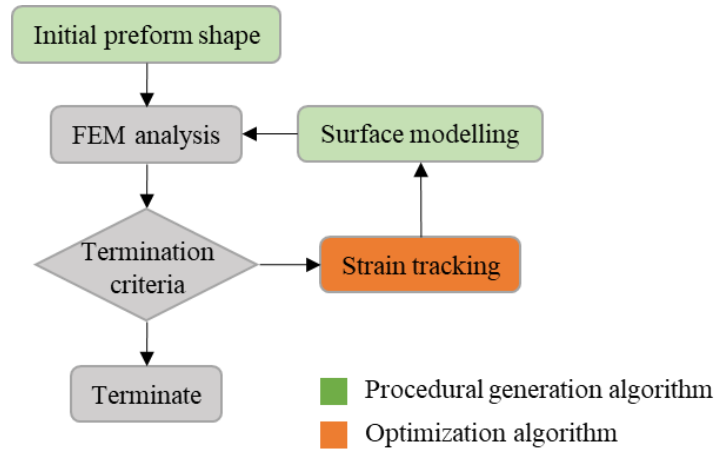 Initial preform shape
FEM analysis
Surface modelling
Termination
criteria
Strain tracking
Terminate
Procedural generation algorithm
Optimization algorithm